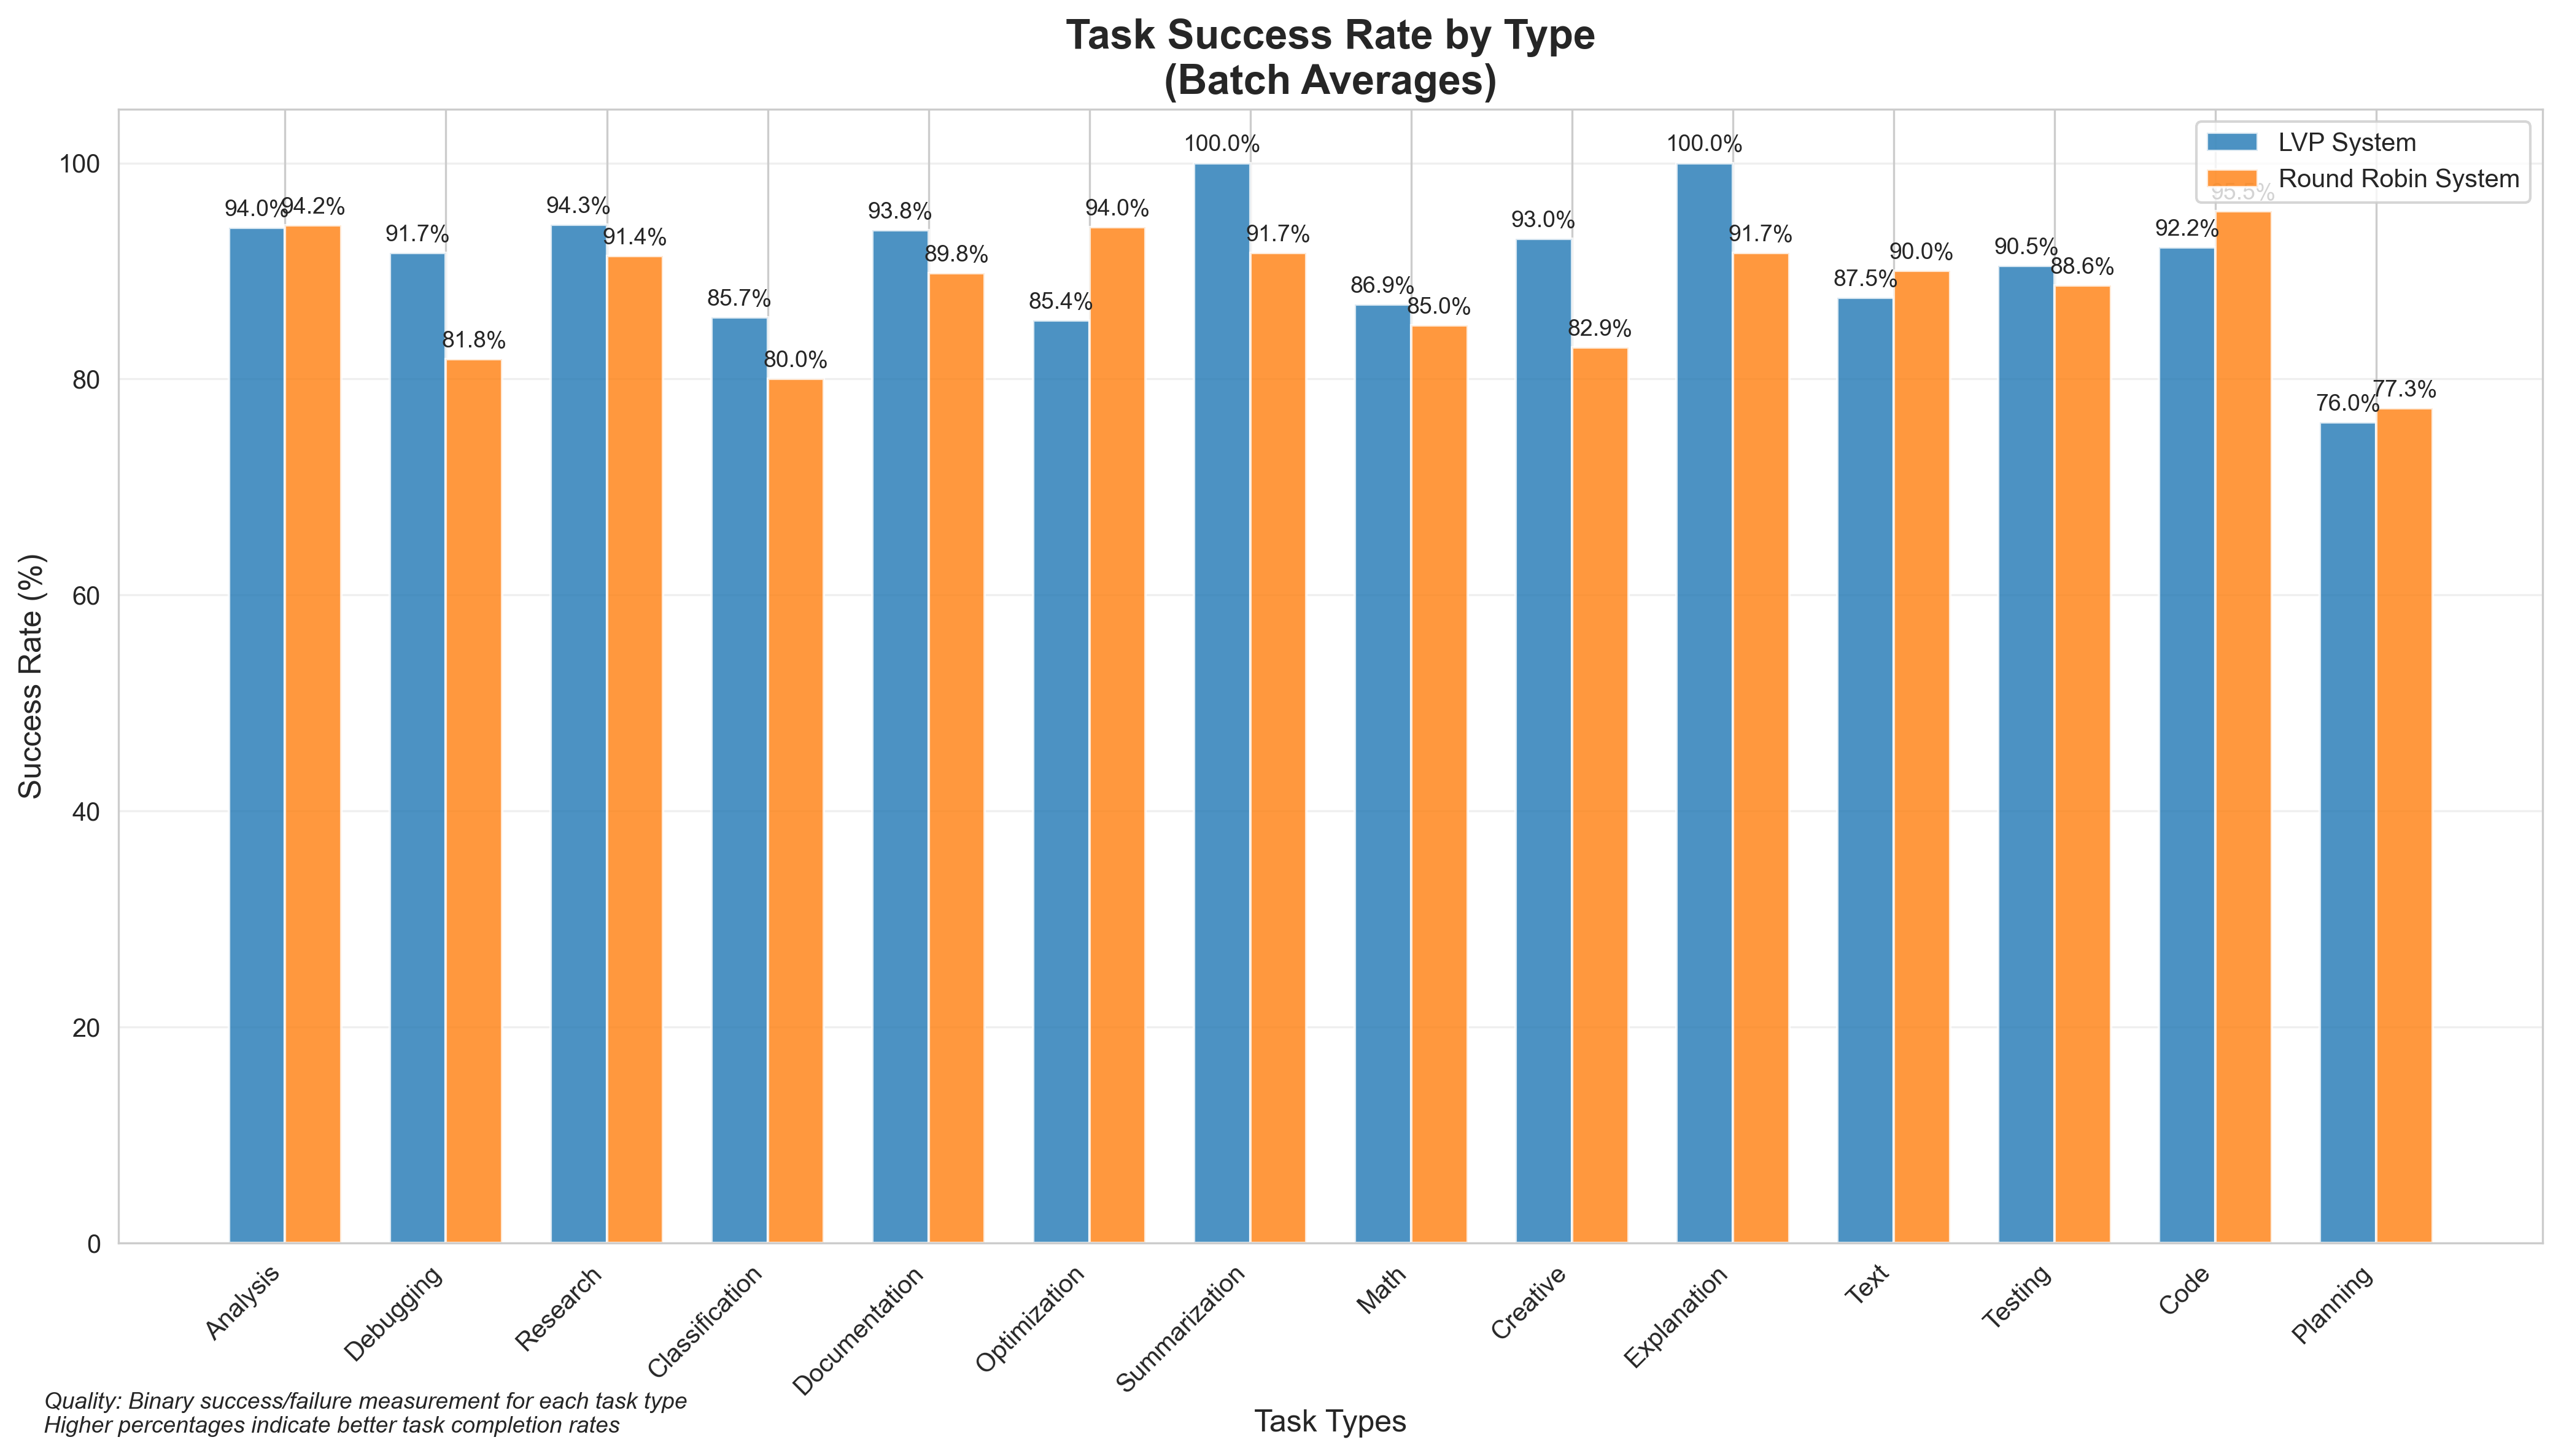 Task Success Rate by Type
(Batch Averages)
LVP System
Round Robin System
Success Rate (%)
100
80
60
40
20
0
94.0%
94.2%
91.7%
81.8%
94.3%
91.4%
85.7%
80.0%
93.8%
89.8%
85.4%
94.0%
100.0%
91.7%
86.9%
85.0%
93.0%
82.9%
100.0%
91.7%
87.5%
90.0%
90.5%
88.6%
92.2%
95.5%
76.0%
77.3%
Analysis
Debugging
Research
Classification
Documentation
Optimization
Summarization
Math
Creative
Explanation
Text
Testing
Code
Planning
Task Types
Quality: Binary success/failure measurement for each task type
Higher percentages indicate better task completion rates